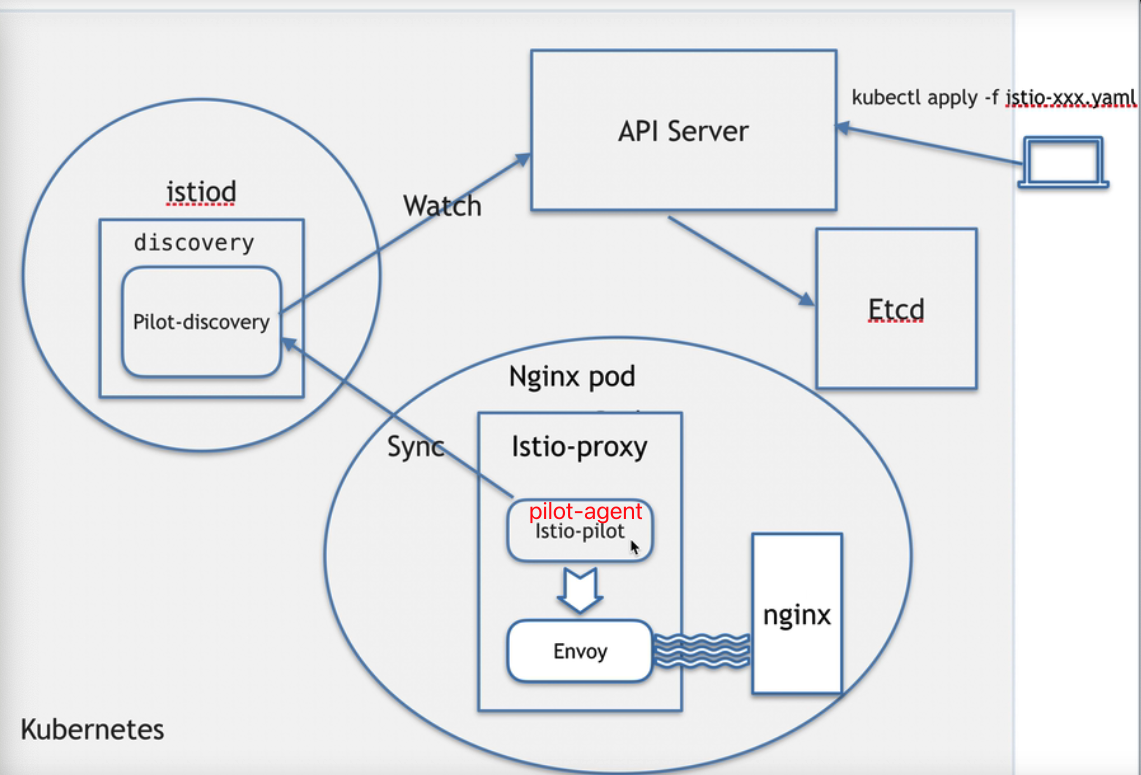 kubectl apply -f istio-xxx.yaml
API Server
istiod
Watch
discovery
Pilot-discovery
Etcd
Nginx pod
Sync
Istio-proxy
pilot-agent
Istio-pilot
nginx
Envoy
Kubernetes